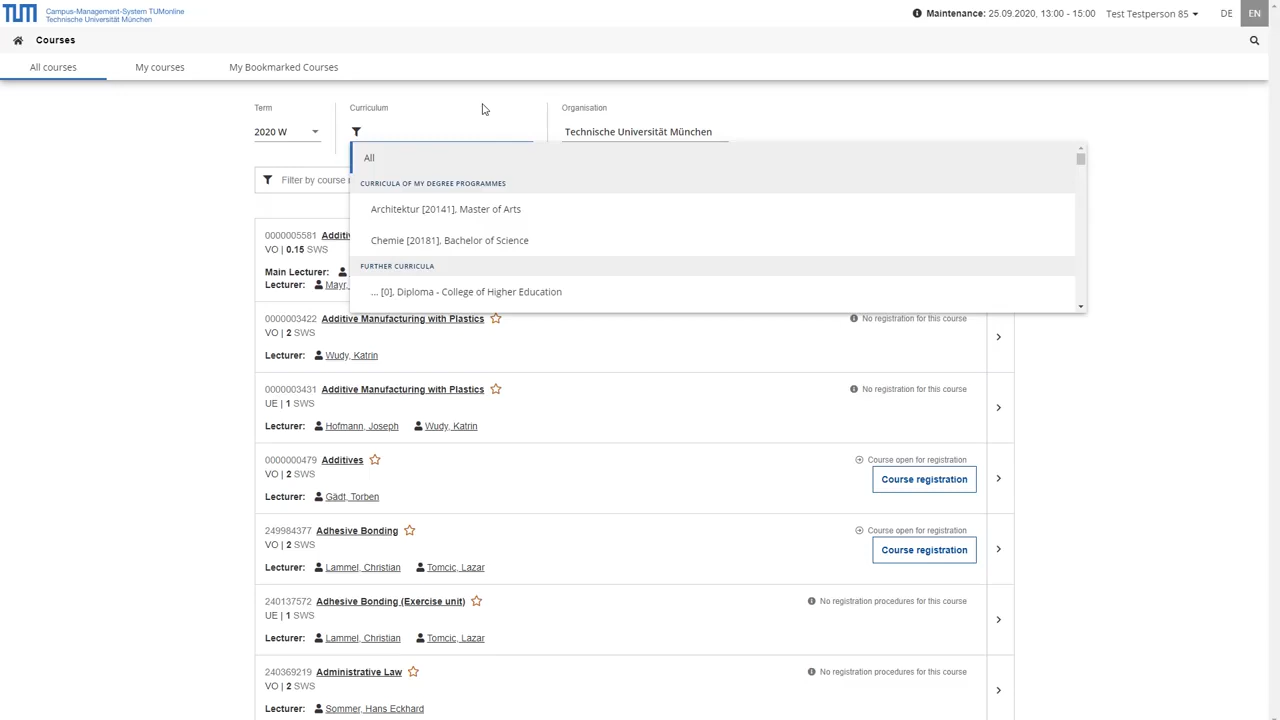 TUM Campus-Management-System TUMonline
Technische Universität München
Maintenance: 25.09.2020, 13:00 - 15:00 Test Testperson 85 DE EN
Courses
All courses My courses My Bookmarked Courses
Term Curriculum Organisation
2020 W Technische Universität München
All
CURRICULA OF MY DEGREE PROGRAMMES
Architektur [20141], Master of Arts
Chemie [20181], Bachelor of Science
FURTHER CURRICULA
... [0], Diploma - College of Higher Education
Filter by course
0000005581
VO | 0.15 SWS
Main Lecturer:
Lecturer: Mayr,
0000003422 Additive Manufacturing with Plastics No registration for this course
VO | 2 SWS
Lecturer: Wudy, Katrin
0000003431 Additive Manufacturing with Plastics No registration for this course
UE | 1 SWS
Lecturer: Hofmann, Joseph Wudy, Katrin
0000000479 Additives Course open for registration
VO | 2 SWS Course registration
Lecturer: Gädt, Torben
249984377 Adhesive Bonding Course open for registration
VO | 2 SWS Course registration
Lecturer: Lammel, Christian Tomcic, Lazar
240137572 Adhesive Bonding (Exercise unit) No registration procedures for this course
UE | 1 SWS
Lecturer: Lammel, Christian Tomcic, Lazar
240369219 Administrative Law No registration procedures for this course
VO | 2 SWS
Lecturer: Sommer, Hans Eckhard